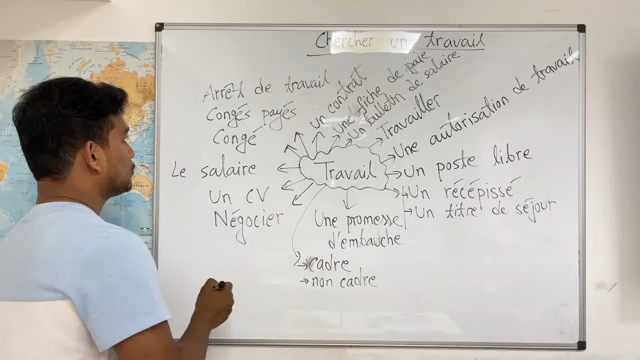 Chercher un travail
Arrêt de travail
Congés payés
Congé
Le salaire
Un CV
Négocier
un contrat
une fiche de paie
un bulletin de salaire
Travailler
Une autorisation de travail
Un poste libre
Un récépissé
Un titre de séjour
Travail
Une promesse
d'embauche
cadre
non cadre